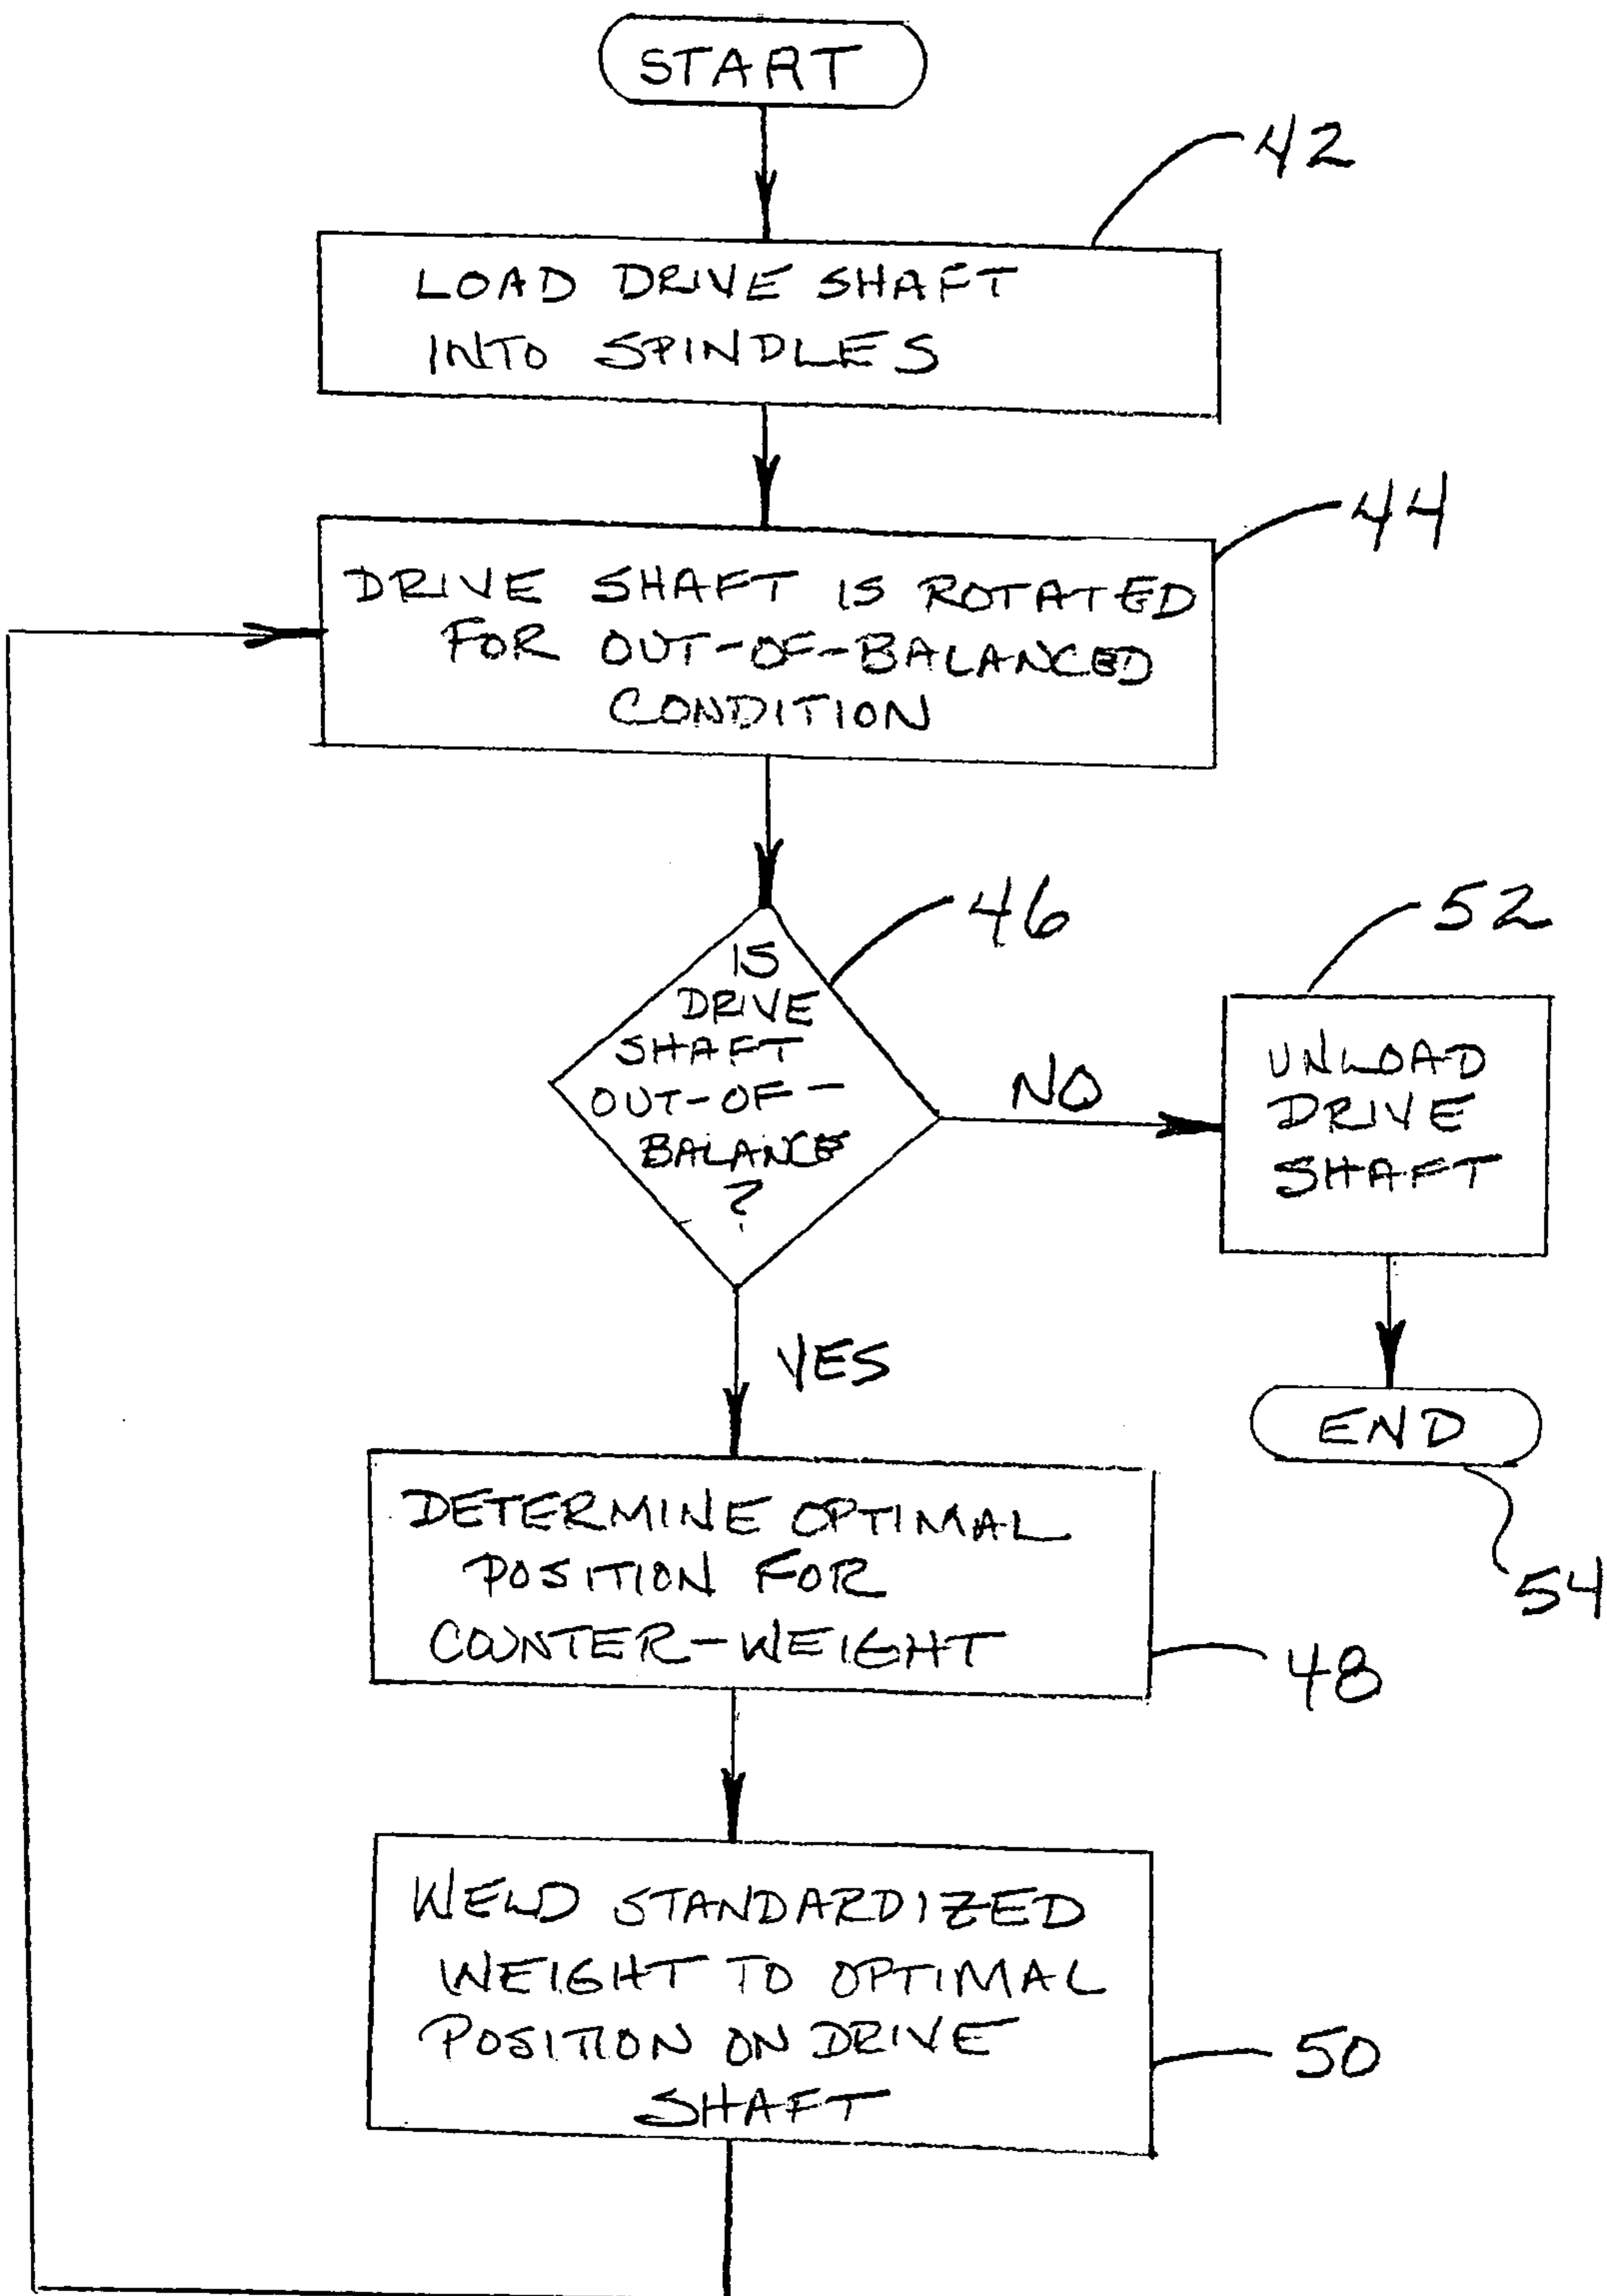 START
42
LOAD DRIVE SHAFT
INTO SPINDLES
44
DRIVE SHAFT IS ROTATED
FOR OUT-OF-BALANCED
CONDITION
46
IS
DRIVE
SHAFT
OUT-OF-
BALANCE
?
NO
52
UNLOAD
DRIVE
SHAFT
YES
END
54
DETERMINE OPTIMAL
POSITION FOR
COUNTER-WEIGHT
48
WELD STANDARDIZED
WEIGHT TO OPTIMAL
POSITION ON DRIVE
SHAFT
50